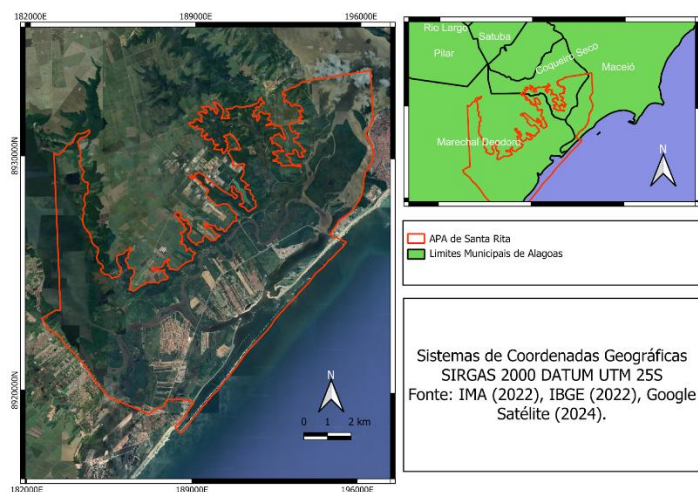 182000E
189000E
196000E
8930000N
8920000N
N
0 1 2 km
182000E
189000E
196000E
Rio Largo
Satuba
Pilar
Coqueiro Seco
Maceió
Marechal Deodoro
N
APA de Santa Rita
Limites Municipais de Alagoas
Sistemas de Coordenadas Geográficas
SIRGAS 2000 DATUM UTM 25S
Fonte: IMA (2022), IBGE (2022), Google
Satélite (2024).